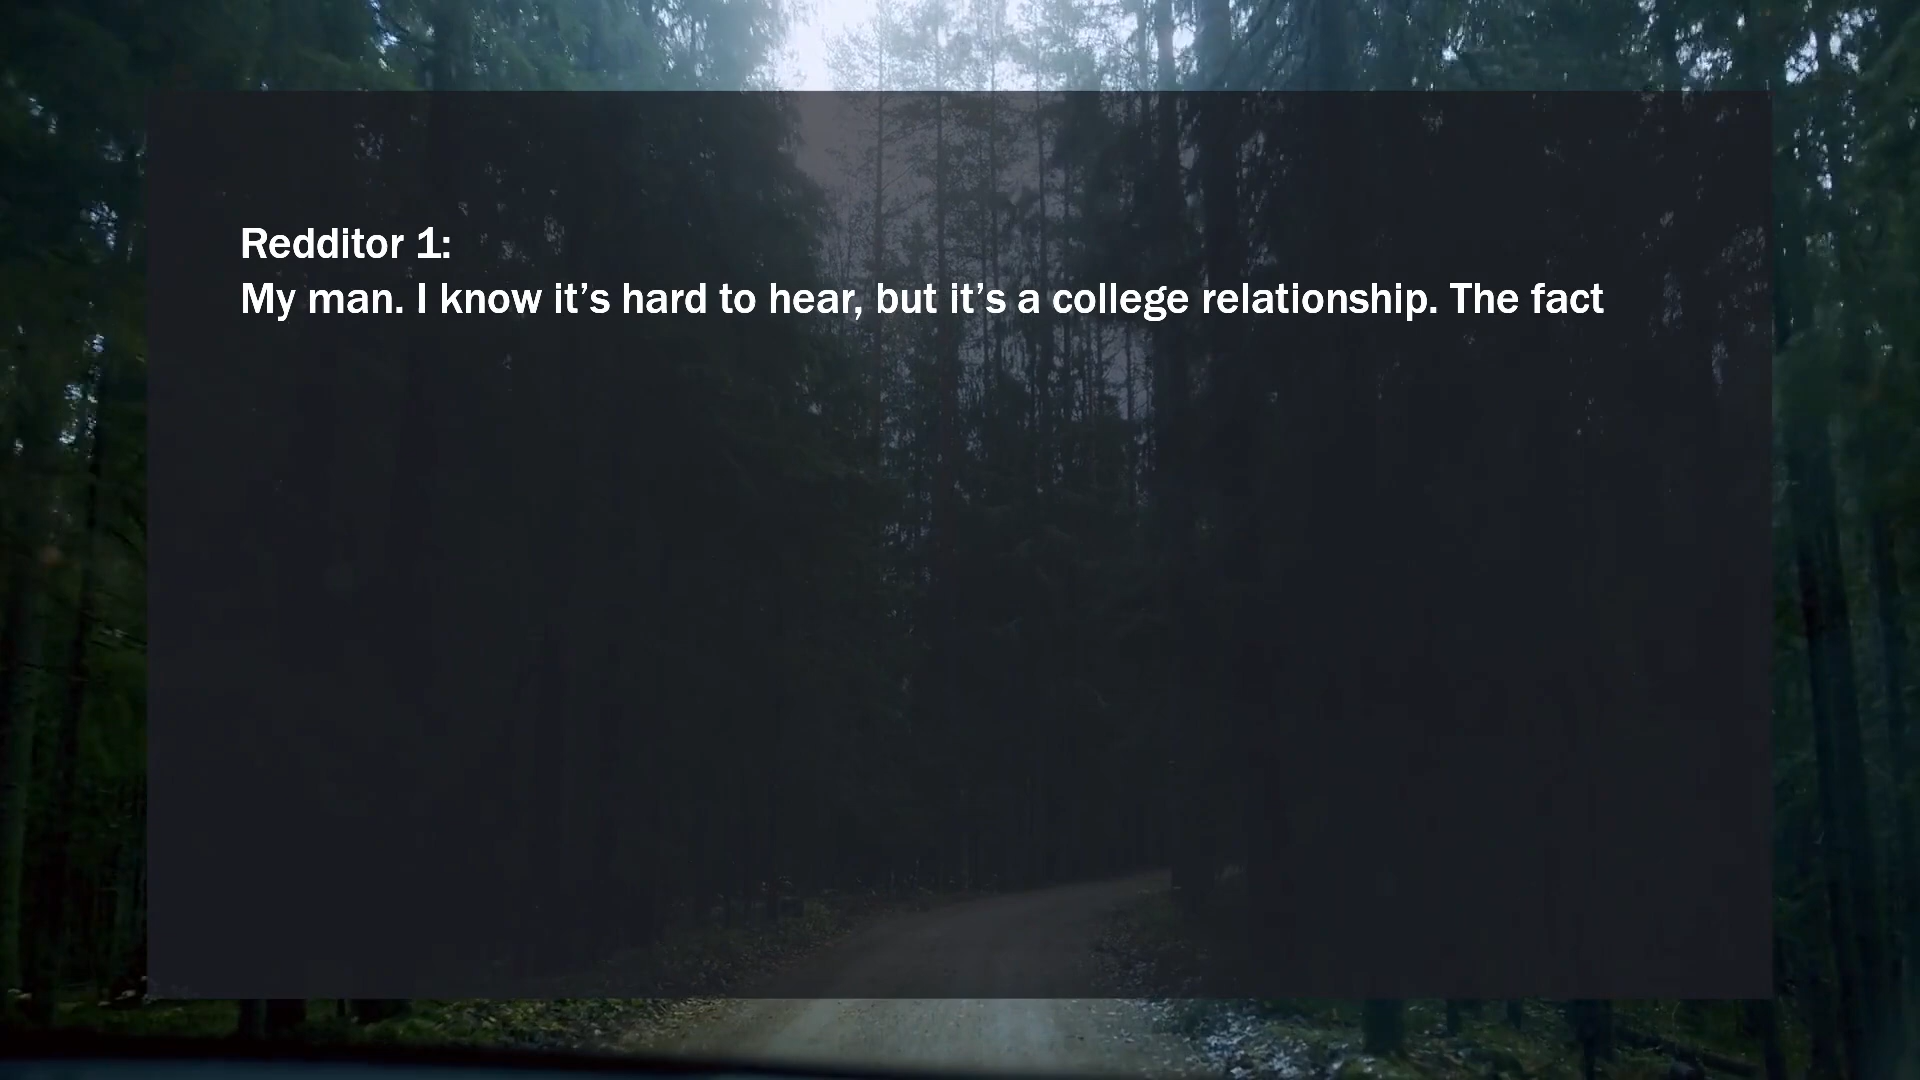 Redditor 1:
My man. I know it’s hard to hear, but it’s a college relationship. The fact